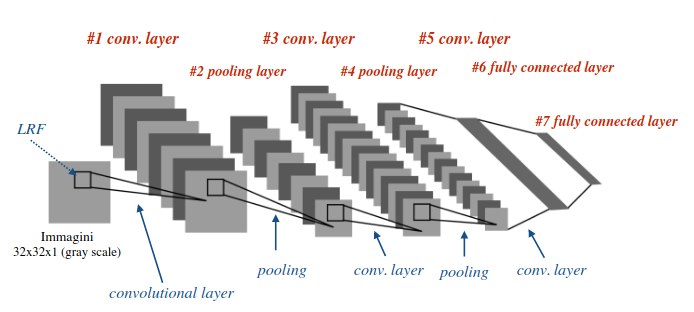 #1 conv. layer
#3 conv. layer
#5 conv. layer
#2 pooling layer
#4 pooling layer
#6 fully connected layer
#7 fully connected layer
LRF
Immagini
32x32x1 (gray scale)
pooling
conv. layer
pooling
conv. layer
convolutional layer